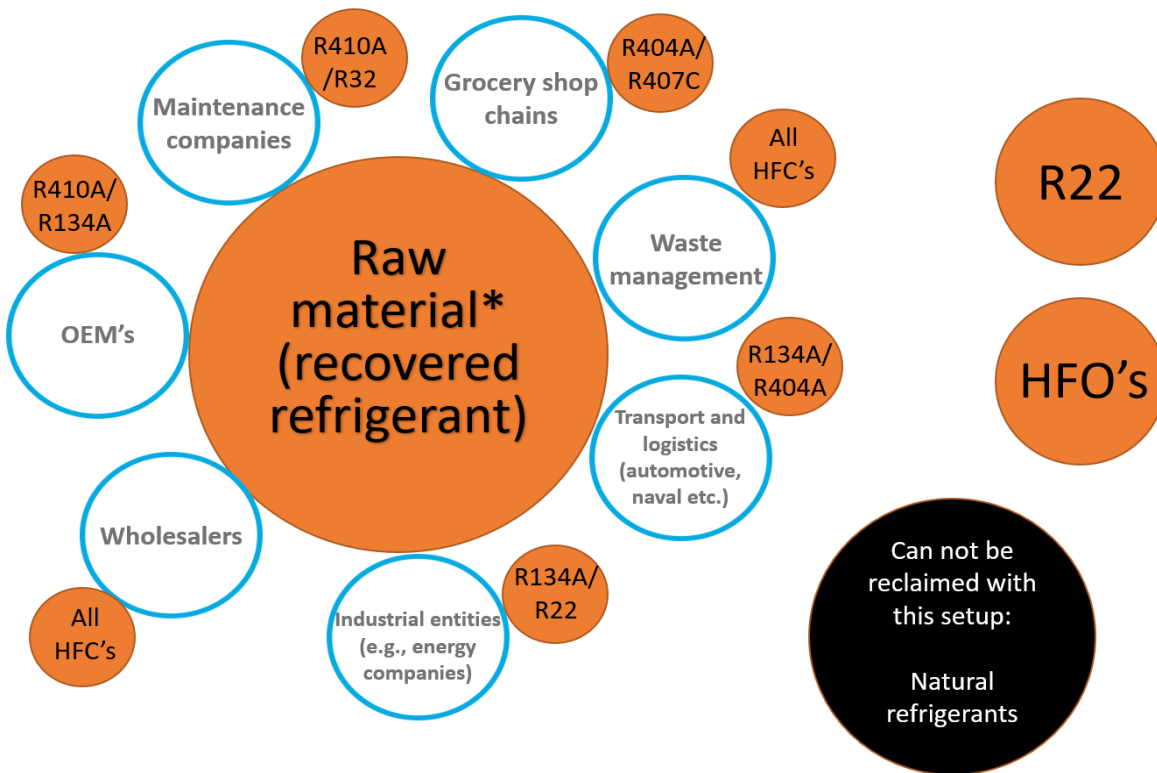 R410A
/R32
Maintenance
companies
R404A/
R407C
Grocery shop
chains
All
HFC's
Waste
management
R134A/
R404A
Transport and
logistics
(automotive,
naval etc.)
R134A/
R22
Industrial entities
(e.g., energy
companies)
All
HFC's
Wholesalers
R410A/
R134A
OEM's
Raw
material*
(recovered
refrigerant)
R22
HFO's
Can not be
reclaimed with
this setup:
Natural
refrigerants